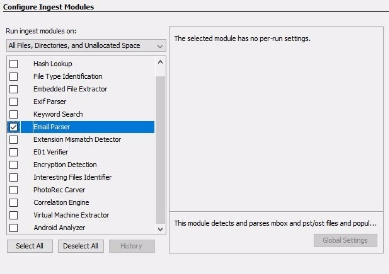 Configure Ingest Modules
Run ingest modules on:
All Files, Directories, and Unallocated Space
The selected module has no per-run settings.
Hash Lookup
File Type Identification
Embedded File Extractor
Exif Parser
Keyword Search
Email Parser
Extension Mismatch Detector
E01 Verifier
Encryption Detection
Interesting Files Identifier
PhotoRec Carver
Correlation Engine
Virtual Machine Extractor
Android Analyzer
This module detects and parses mbox and pst/ost files and popul...
Select All
Deselect All
History
Global Settings